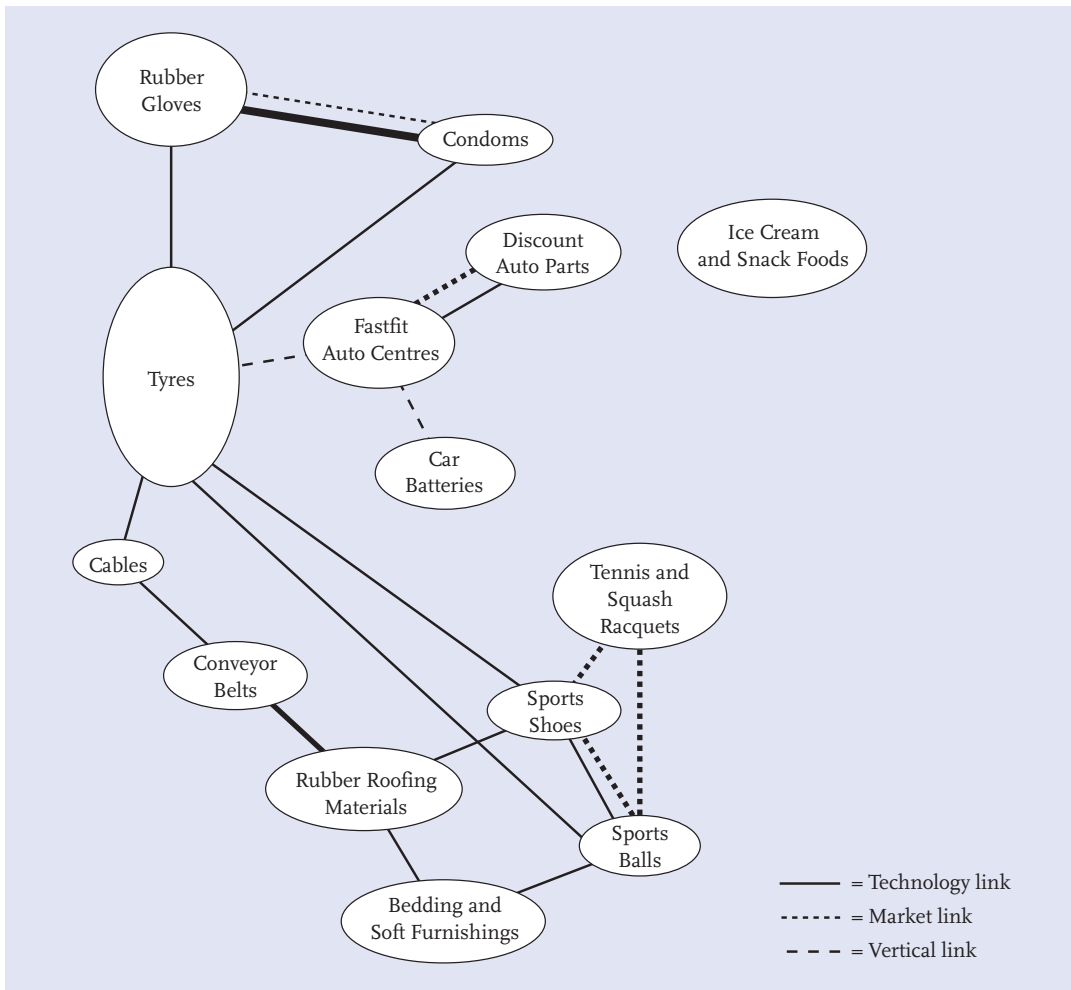 Rubber
Gloves
Condoms
Discount
Auto Parts
Ice Cream
and Snack Foods
Fastfit
Auto Centres
Tyres
Car
Batteries
Cables
Tennis and
Squash
Racquets
Conveyor
Belts
Sports
Shoes
Rubber Roofing
Materials
Sports
Balls
Bedding and
Soft Furnishings
= Technology link
= Market link
= Vertical link